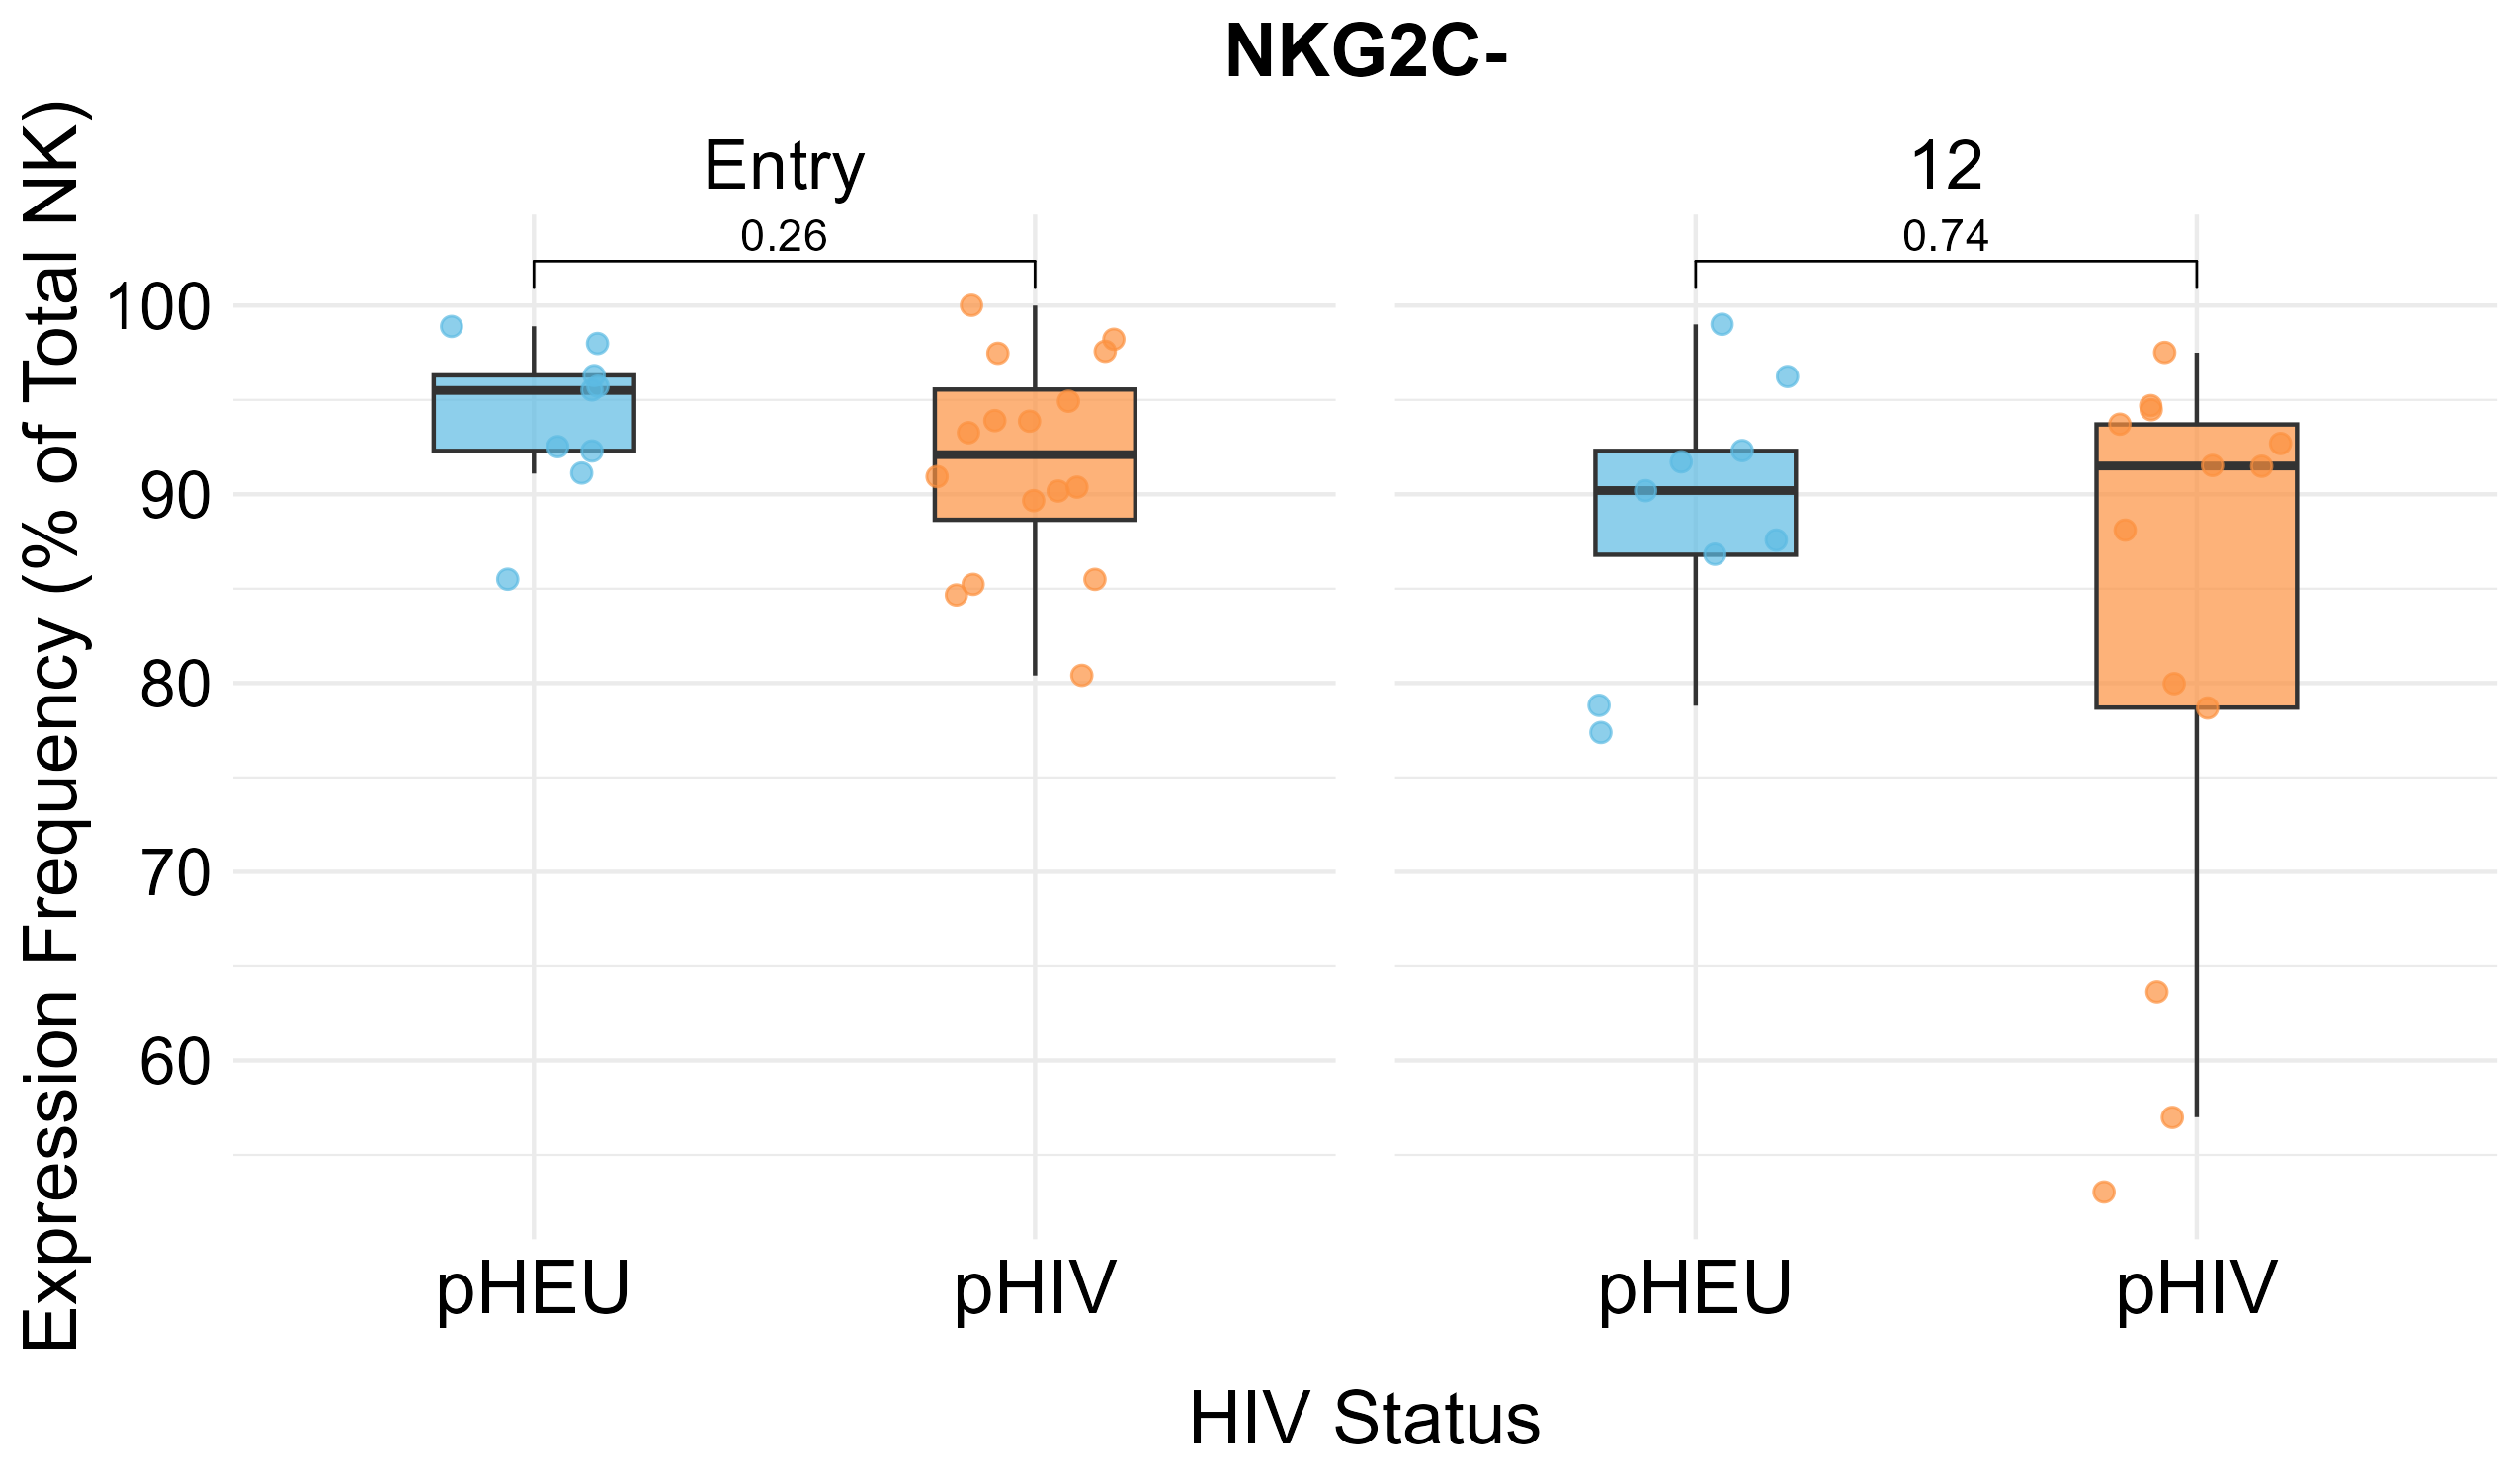 NKG2C-
Entry
12
0.26
0.74
Expression Frequency (% of Total NK)
100
90
80
70
60
pHEU
pHIV
pHEU
pHIV
HIV Status